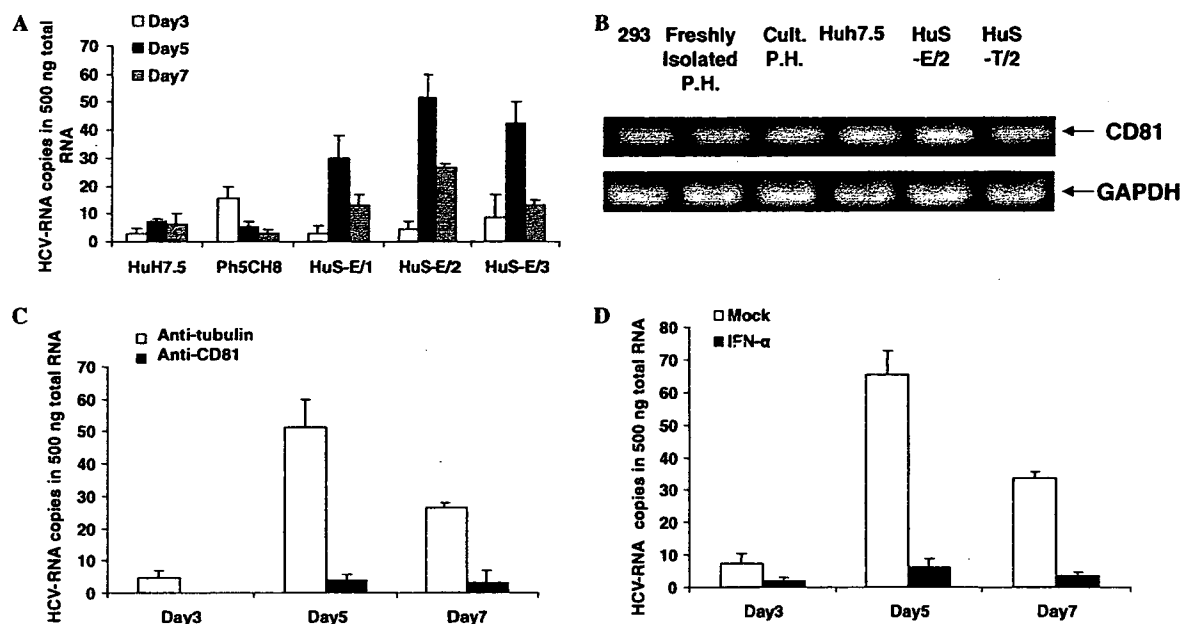 A
Day3
Day5
Day7
HCV-RNA copies in 500 ng total
RNA
70
60
50
40
30
20
10
0
HuH7.5 Ph5CH8 HuS-E/1 HuS-E/2 HuS-E/3
B
293 Freshly Isolated P.H. Cult. P.H. Huh7.5 HuS -E/2 HuS -T/2
CD81
GAPDH
C
Anti-tubulin
Anti-CD81
HCV-RNA copies in 500 ng total RNA
70
60
50
40
30
20
10
0
Day3 Day5 Day7
D
Mock
IFN-α
HCV-RNA copies in 500 ng total RNA
80
70
60
50
40
30
20
10
0
Day3 Day5 Day7